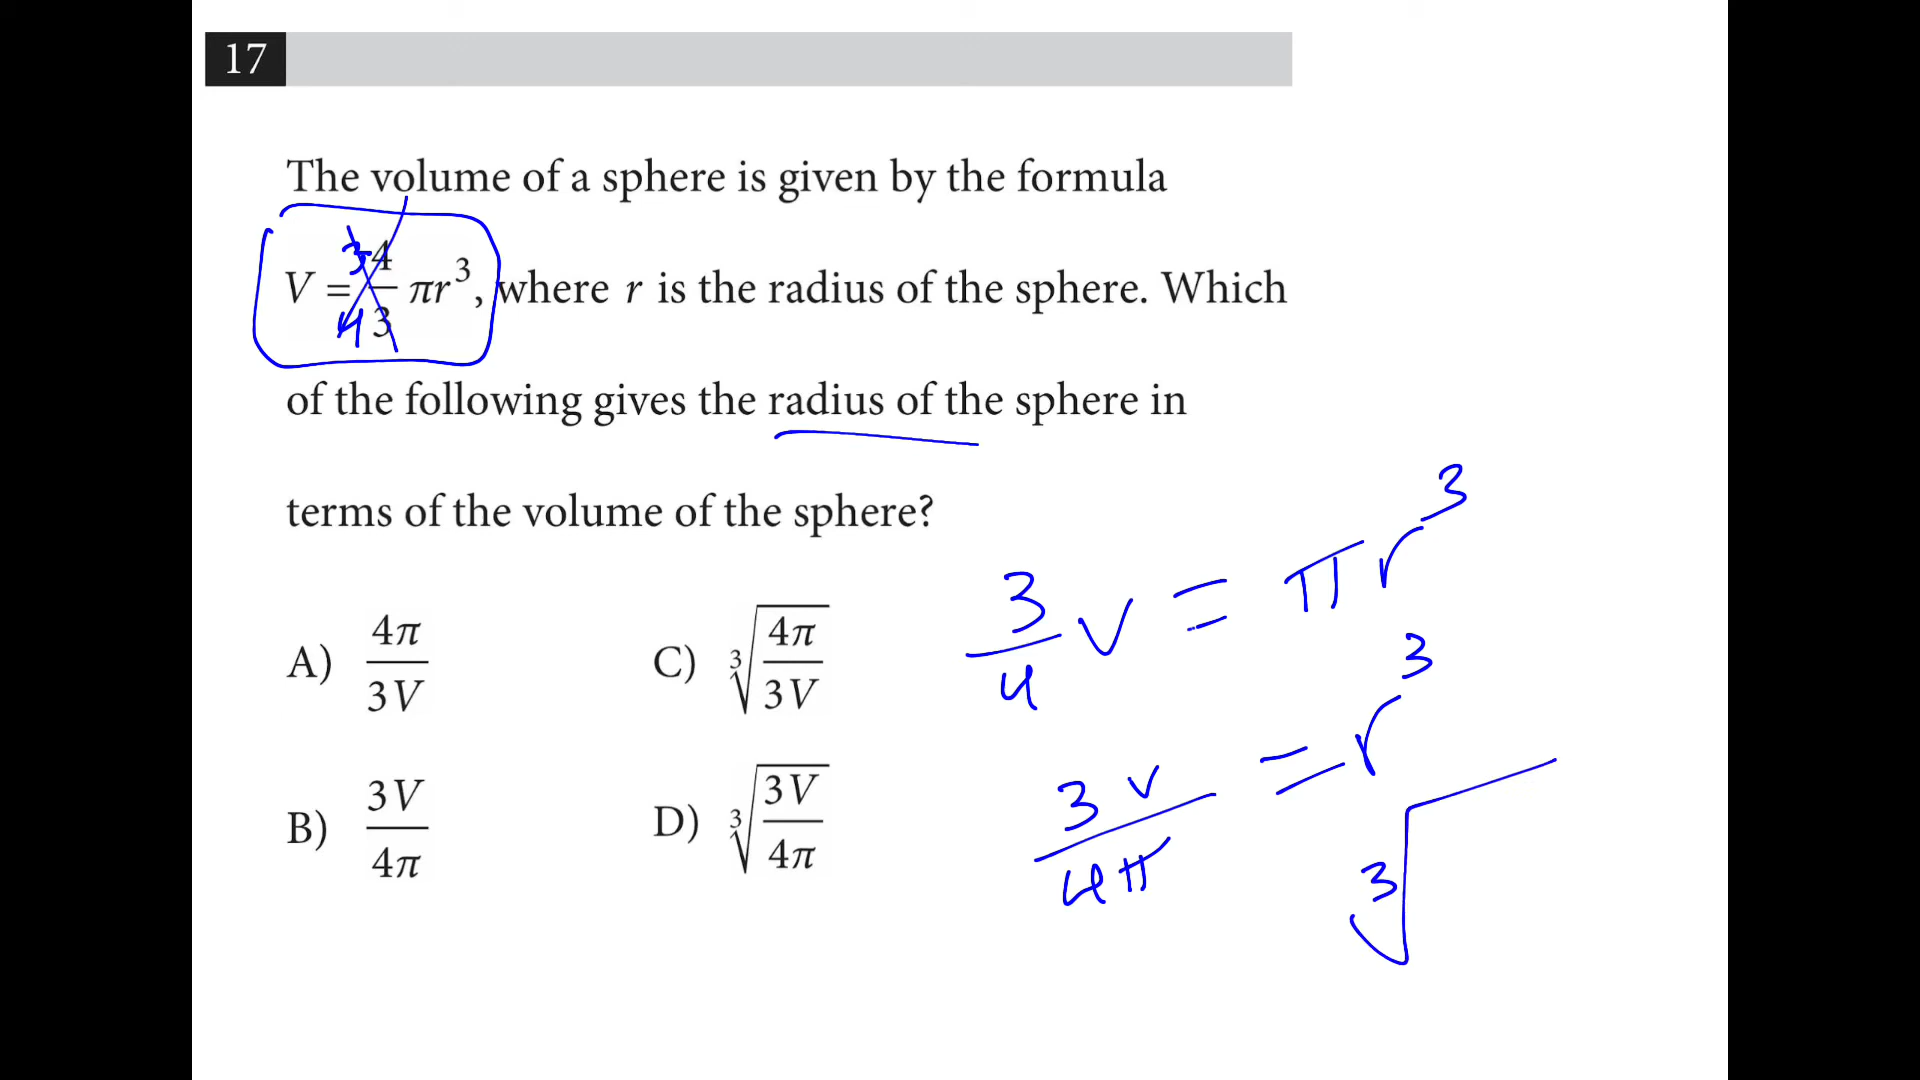 17
The volume of a sphere is given by the formula
V = 4/3 πr³, where r is the radius of the sphere. Which
3
4
of the following gives the radius of the sphere in
terms of the volume of the sphere?
A) 4π/3V
C) ∛(4π/3V)
B) 3V/4π
D) ∛(3V/4π)
3/4 V = πr³
3V/4π = r³
∛